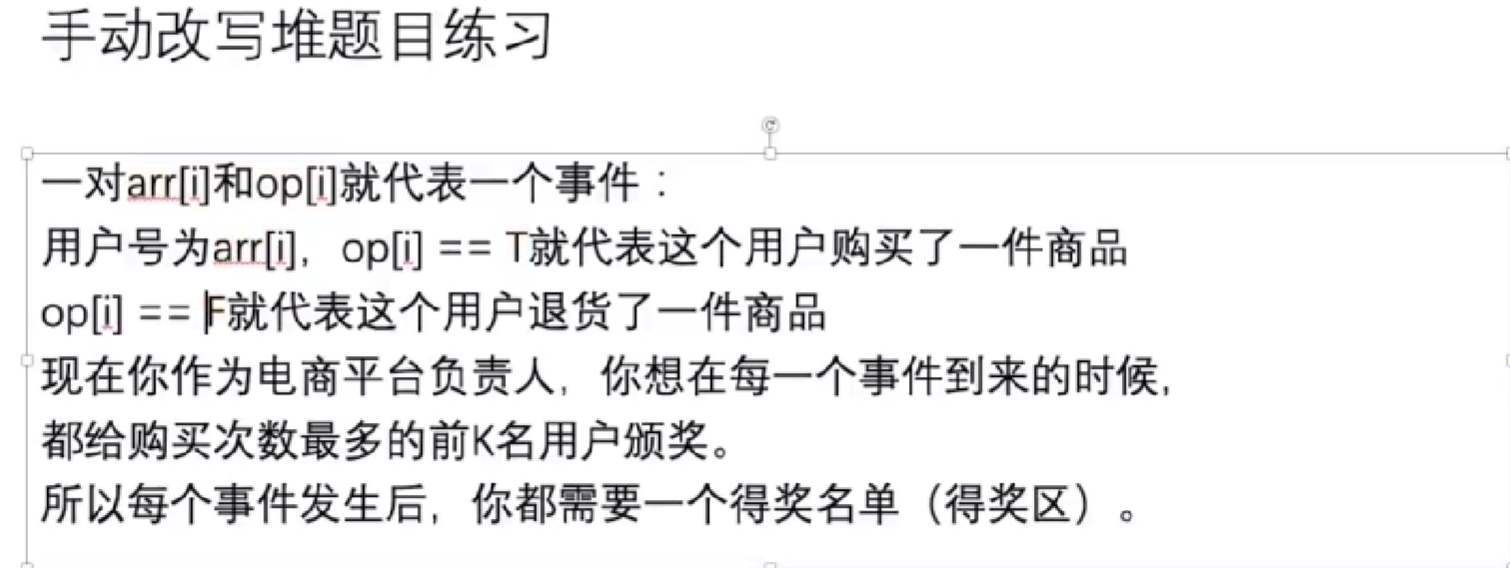 手动改写堆题目练习
一对arr[i]和op[i]就代表一个事件：
用户号为arr[i]，op[i] == T就代表这个用户购买了一件商品
op[i] == F就代表这个用户退货了一件商品
现在你作为电商平台负责人，你想在每一个事件到来的时候，
都给购买次数最多的前K名用户颁奖。
所以每个事件发生后，你都需要一个得奖名单（得奖区）。